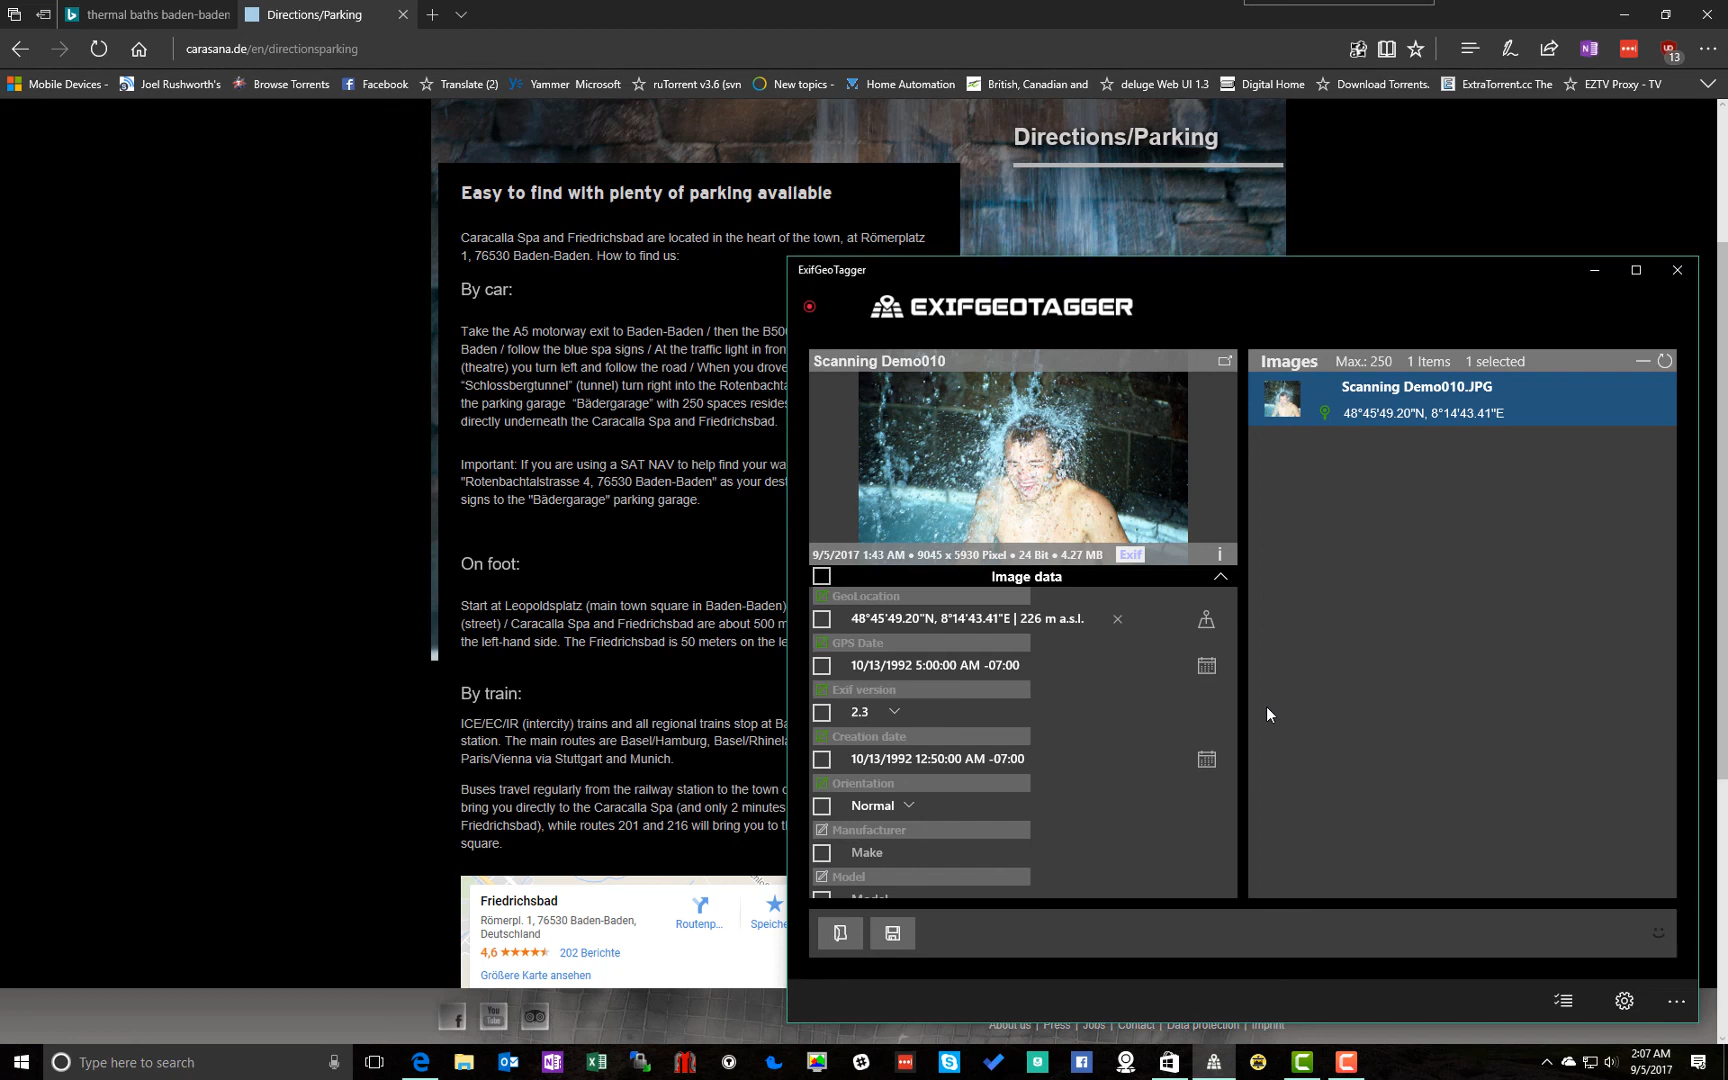 thermal baths baden-baden
Directions/Parking
carasana.de/en/directionsparking
13
Mobile Devices -
Joel Rushworth's
Browse Torrents
Facebook
Translate (2)
Yammer Microsoft
ruTorrent v3.6 (svn
New topics -
Home Automation
British, Canadian and
deluge Web UI 1.3
Digital Home
Download Torrents.
ExtraTorrent.cc The
EZTV Proxy - TV
Directions/Parking
Easy to find with plenty of parking available
Caracalla Spa and Friedrichsbad are located in the heart of the town, at Römerplatz
1, 76530 Baden-Baden. How to find us:
By car:
Take the A5 motorway exit to Baden-Baden / then the B500
Baden / follow the blue spa signs / At the traffic light in fron
(theatre) you turn left and follow the road / When you drove
"Schlossbergtunnel" (tunnel) turn right into the Rotenbachta
the parking garage "Bädergarage" with 250 spaces reside
directly underneath the Caracalla Spa and Friedrichsbad.
Important: If you are using a SAT NAV to help find your wa
"Rotenbachtalstrasse 4, 76530 Baden-Baden" as your dest
signs to the "Bädergarage" parking garage.
On foot:
Start at Leopoldsplatz (main town square in Baden-Baden)
(street) / Caracalla Spa and Friedrichsbad are about 500 m
the left-hand side. The Friedrichsbad is 50 meters on the le
By train:
ICE/EC/IR (intercity) trains and all regional trains stop at Ba
station. The main routes are Basel/Hamburg, Basel/Rhinela
Paris/Vienna via Stuttgart and Munich.
Buses travel regularly from the railway station to the town c
bring you directly to the Caracalla Spa (and only 2 minutes
Friedrichsbad), while routes 201 and 216 will bring you to th
square.
Friedrichsbad
Römerpl. 1, 76530 Baden-Baden,
Deutschland
4,6
202 Berichte
Größere Karte ansehen
Routenp...
Speiche
You
Tube
About us | Press | Jobs | Contact | Data protection | Imprint
ExifGeoTagger
EXIFGEOTAGGER
Scanning Demo010
9/5/2017 1:43 AM • 9045 x 5930 Pixel • 24 Bit • 4.27 MB
Exif
Image data
GeoLocation
48°45'49.20"N, 8°14'43.41"E | 226 m a.s.l.
GPS Date
10/13/1992 5:00:00 AM -07:00
Exif version
2.3
Creation date
10/13/1992 12:50:00 AM -07:00
Orientation
Normal
Manufacturer
Make
Model
Model
Images
Max.: 250
1 Items
1 selected
Scanning Demo010.JPG
48°45'49.20"N, 8°14'43.41"E
Type here to search
2:07 AM
9/5/2017